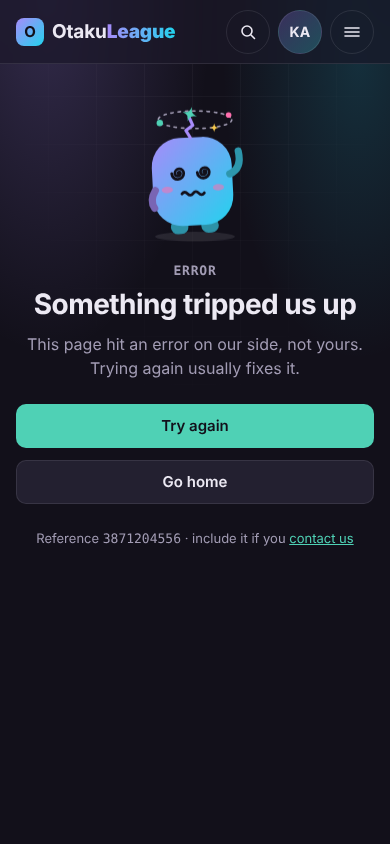 O OtakuLeague KA
ERROR
Something tripped us up
This page hit an error on our side, not yours.
Trying again usually fixes it.
Try again
Go home
Reference 3871204556 · include it if you contact us